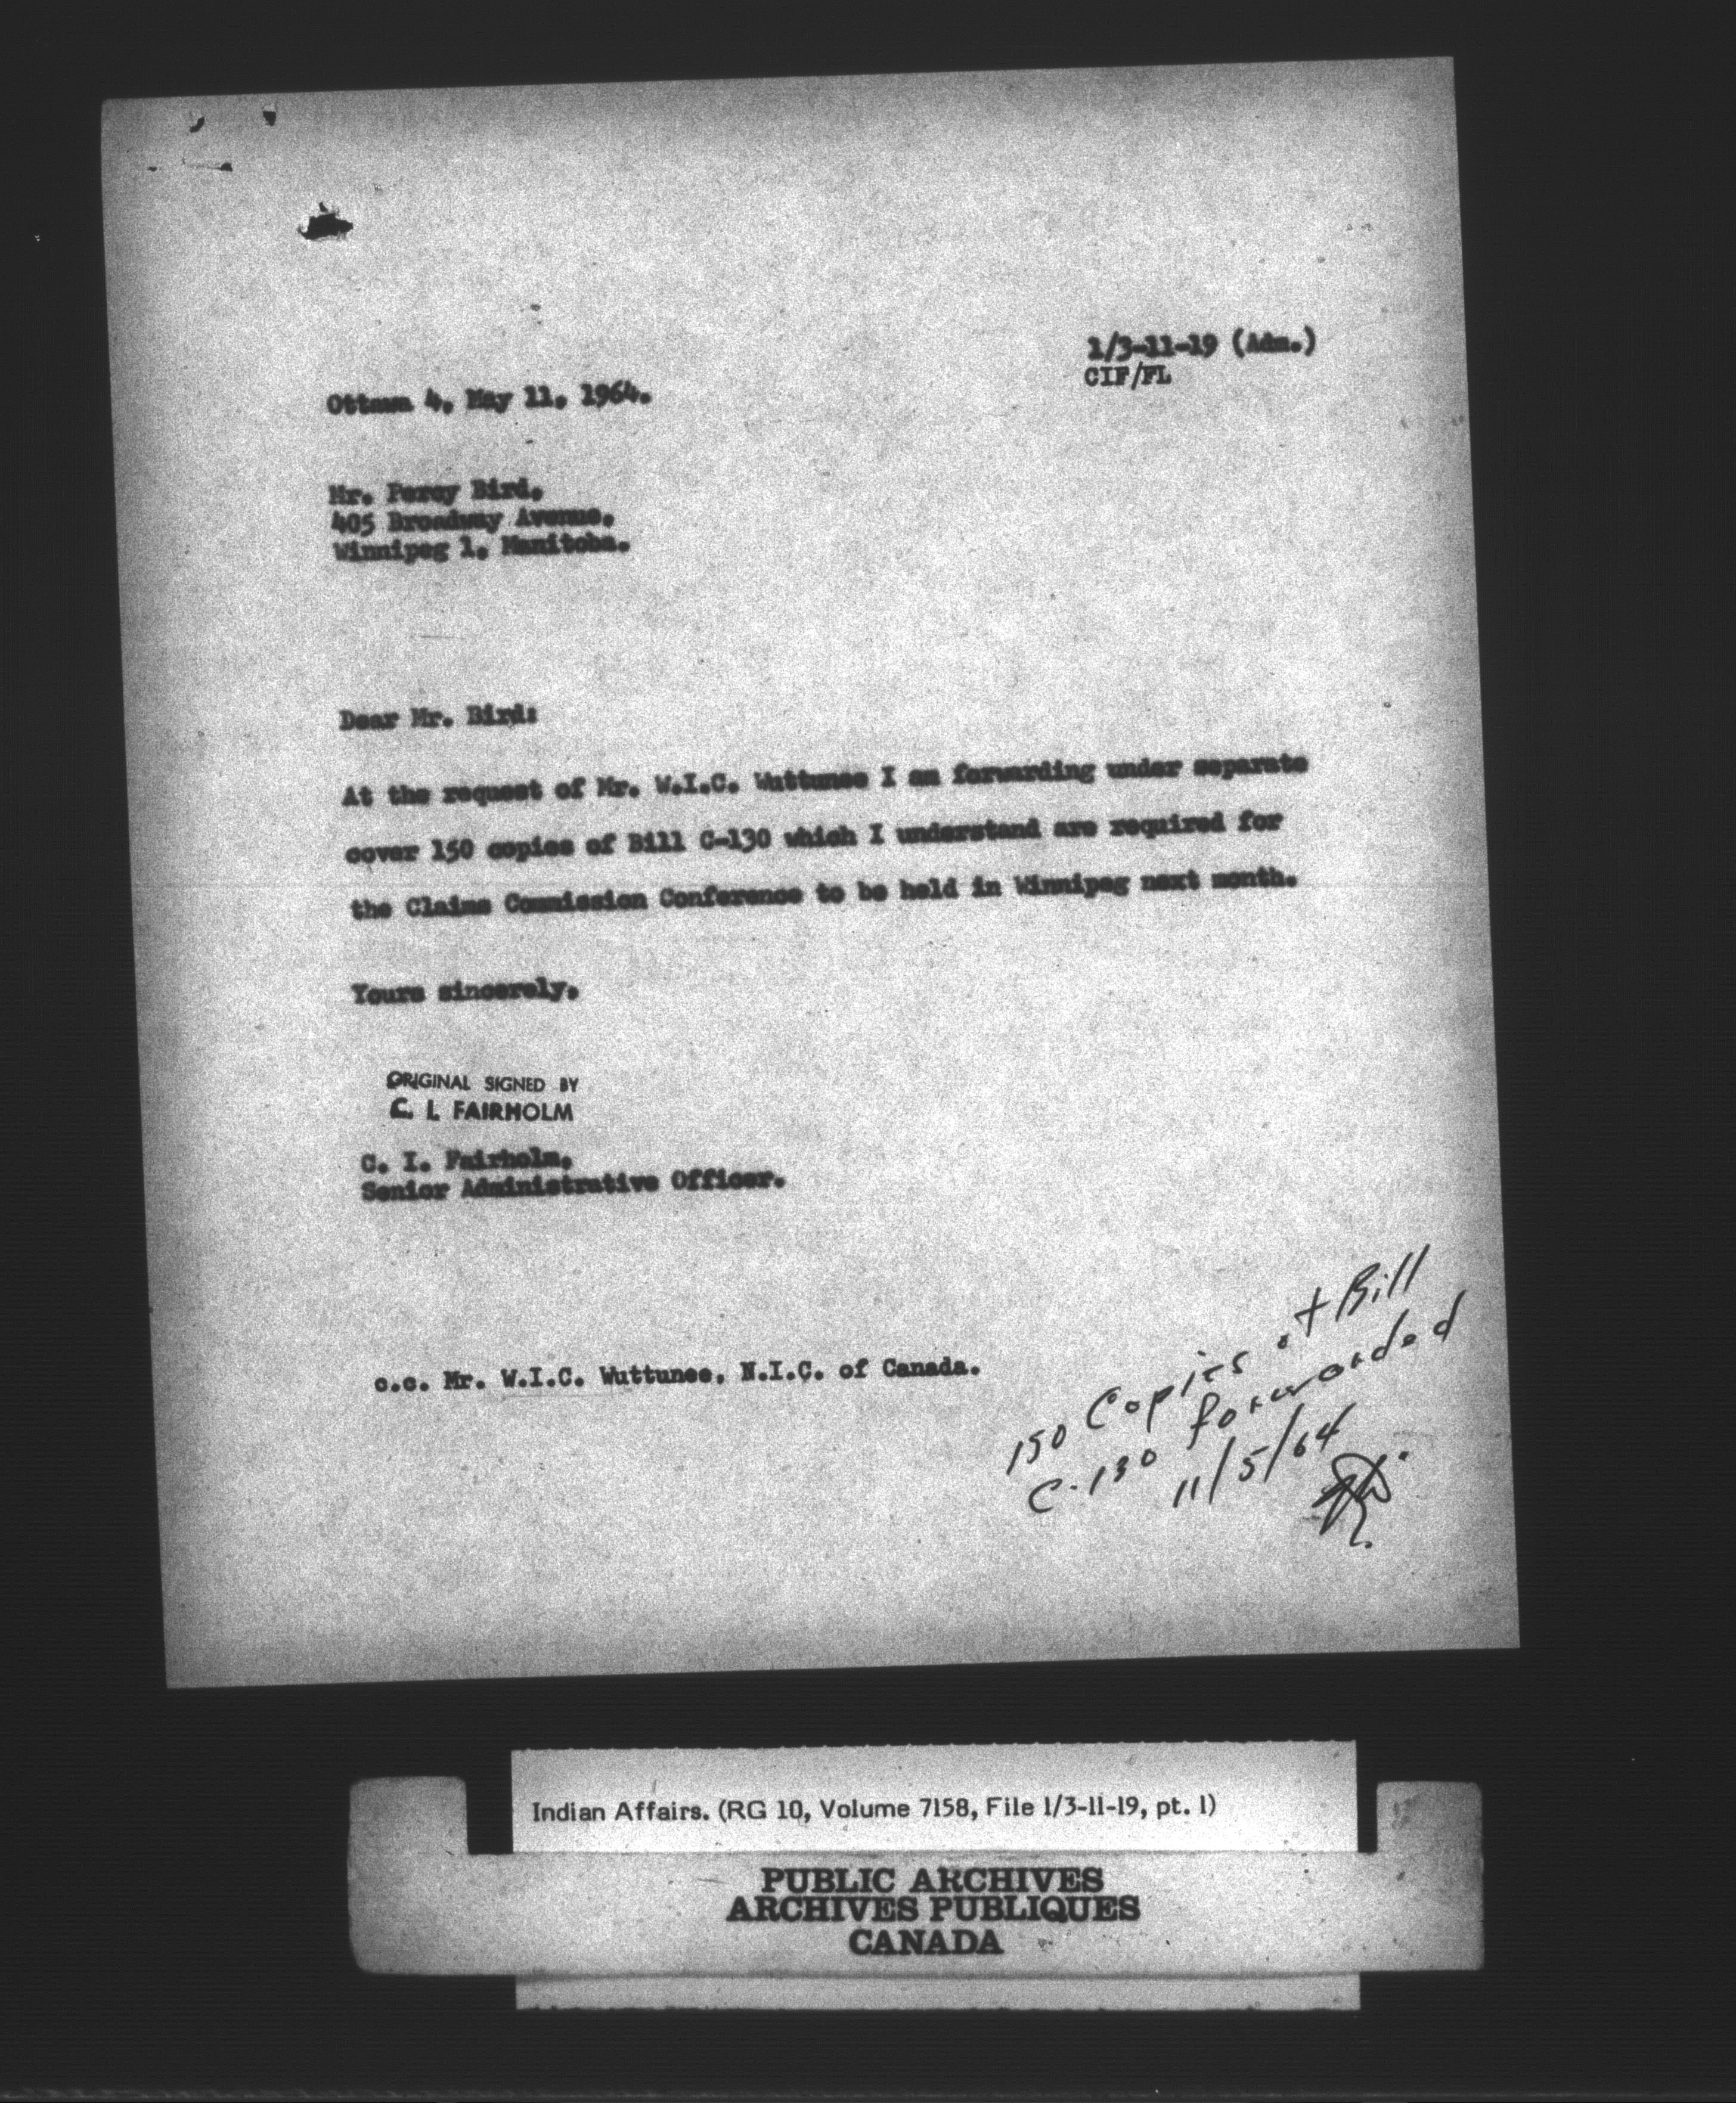 1/3-11-19 (Adm.)
CIF/FL
Ottawa 4, May 11, 1964.
Mr. Percy Bird,
405 Broadway Avenue,
Winnipeg 1, Manitoba.
Dear Mr. Bird:
At the request of Mr. W.I.C. Wuttunee I am forwarding under separate
cover 150 copies of Bill C-130 which I understand are required for
the Claims Commission Conference to be held in Winnipeg next month.
Yours sincerely,
ORIGINAL SIGNED BY
C. I. FAIRHOLM
C. I. Fairholm,
Senior Administrative Officer.
c.c. Mr. W.I.C. Wuttunee, N.I.C. of Canada.
150 Copies of Bill
C-130 forwarded
11/5/64
Indian Affairs. (RG 10, Volume 7158, File 1/3-11-19, pt. 1)
PUBLIC ARCHIVES
ARCHIVES PUBLIQUES
CANADA